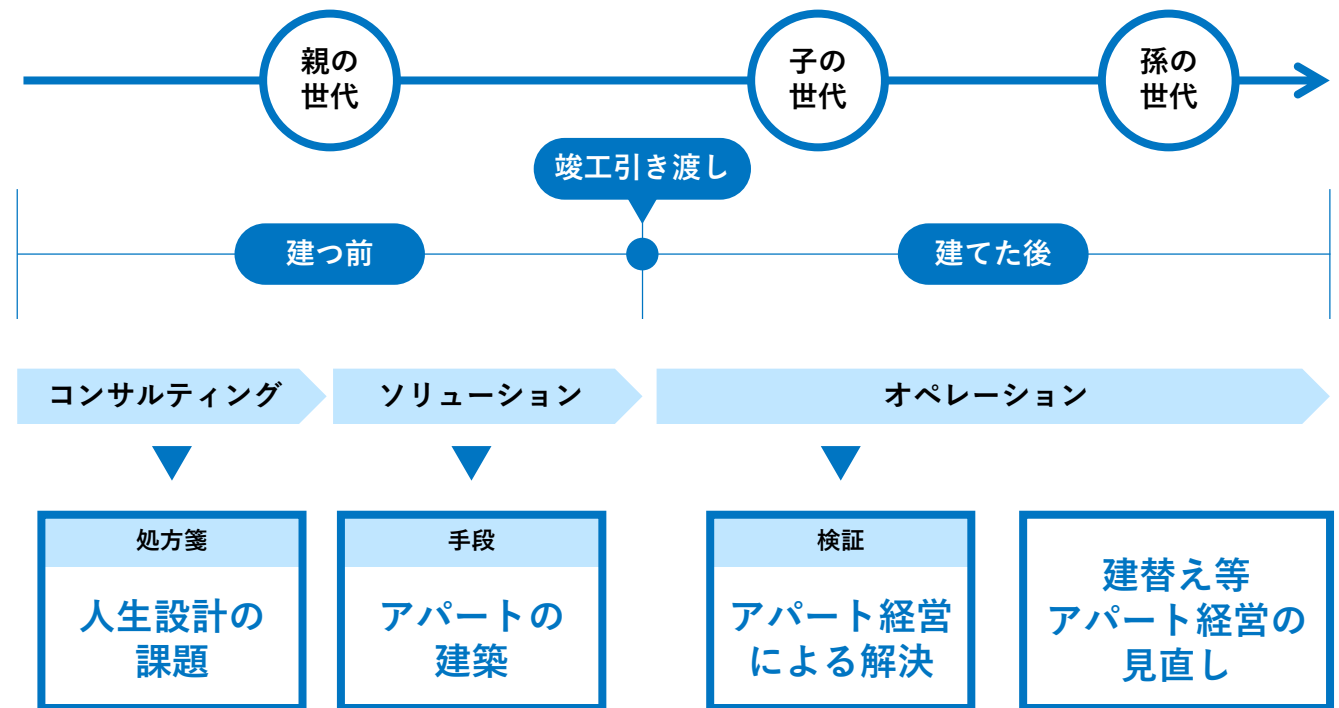 親の
世代
子の
世代
孫の
世代
竣工引き渡し
建つ前
建てた後
コンサルティング
ソリューション
オペレーション
処方箋
人生設計の
課題
手段
アパートの
建築
検証
アパート経営
による解決
建替え等
アパート経営の
見直し